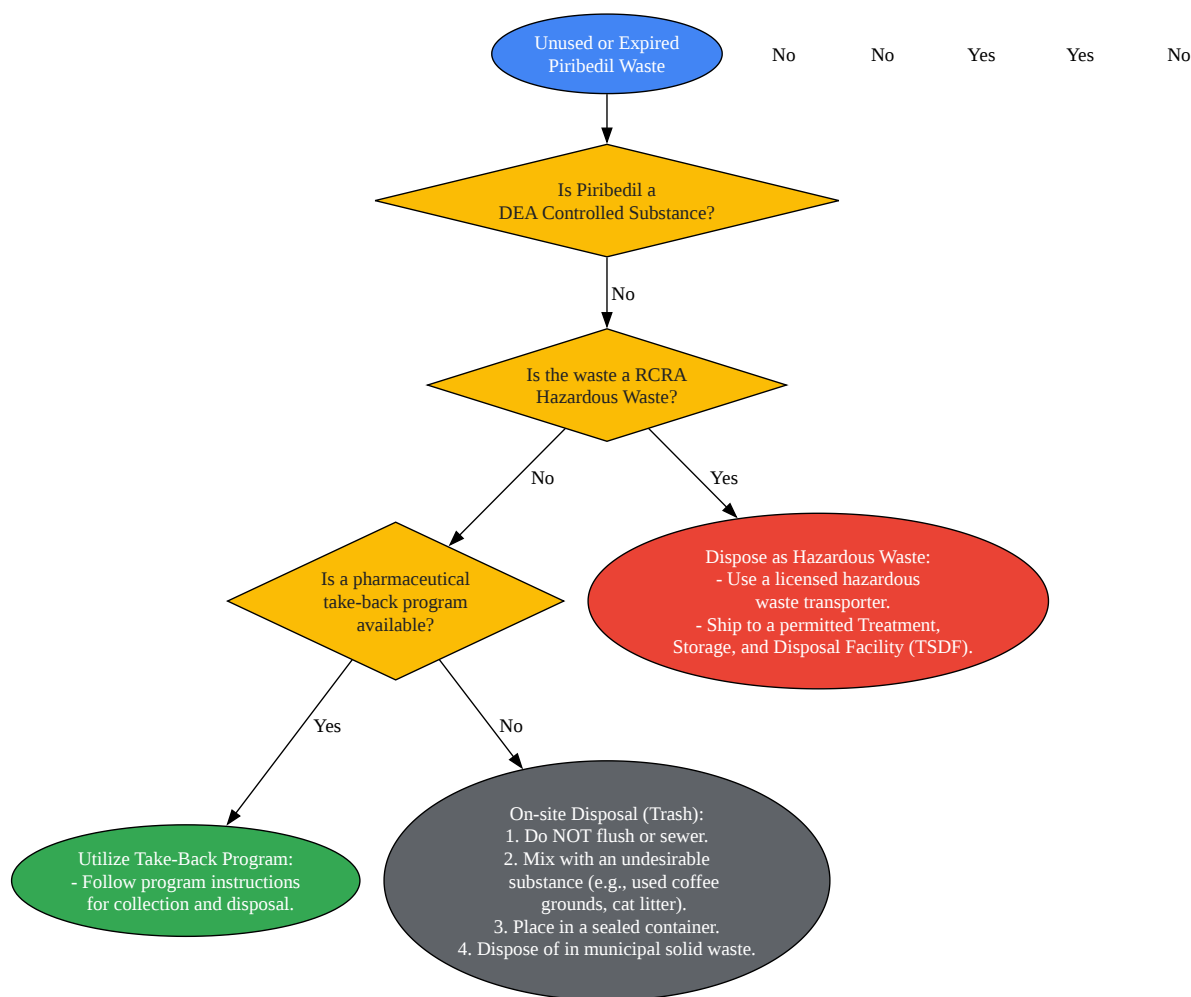 Unused or Expired
Piribedil Waste
No
No
Yes
Yes
No
Is Piribedil a
DEA Controlled Substance?
No
Is the waste a RCRA
Hazardous Waste?
No
Yes
Is a pharmaceutical
take-back program
available?
Dispose as Hazardous Waste:
- Use a licensed hazardous
waste transporter.
- Ship to a permitted Treatment,
Storage, and Disposal Facility (TSDF).
Yes
No
Utilize Take-Back Program:
- Follow program instructions
for collection and disposal.
On-site Disposal (Trash):
1. Do NOT flush or sewer.
2. Mix with an undesirable
substance (e.g., used coffee
grounds, cat litter).
3. Place in a sealed container.
4. Dispose of in municipal solid waste.